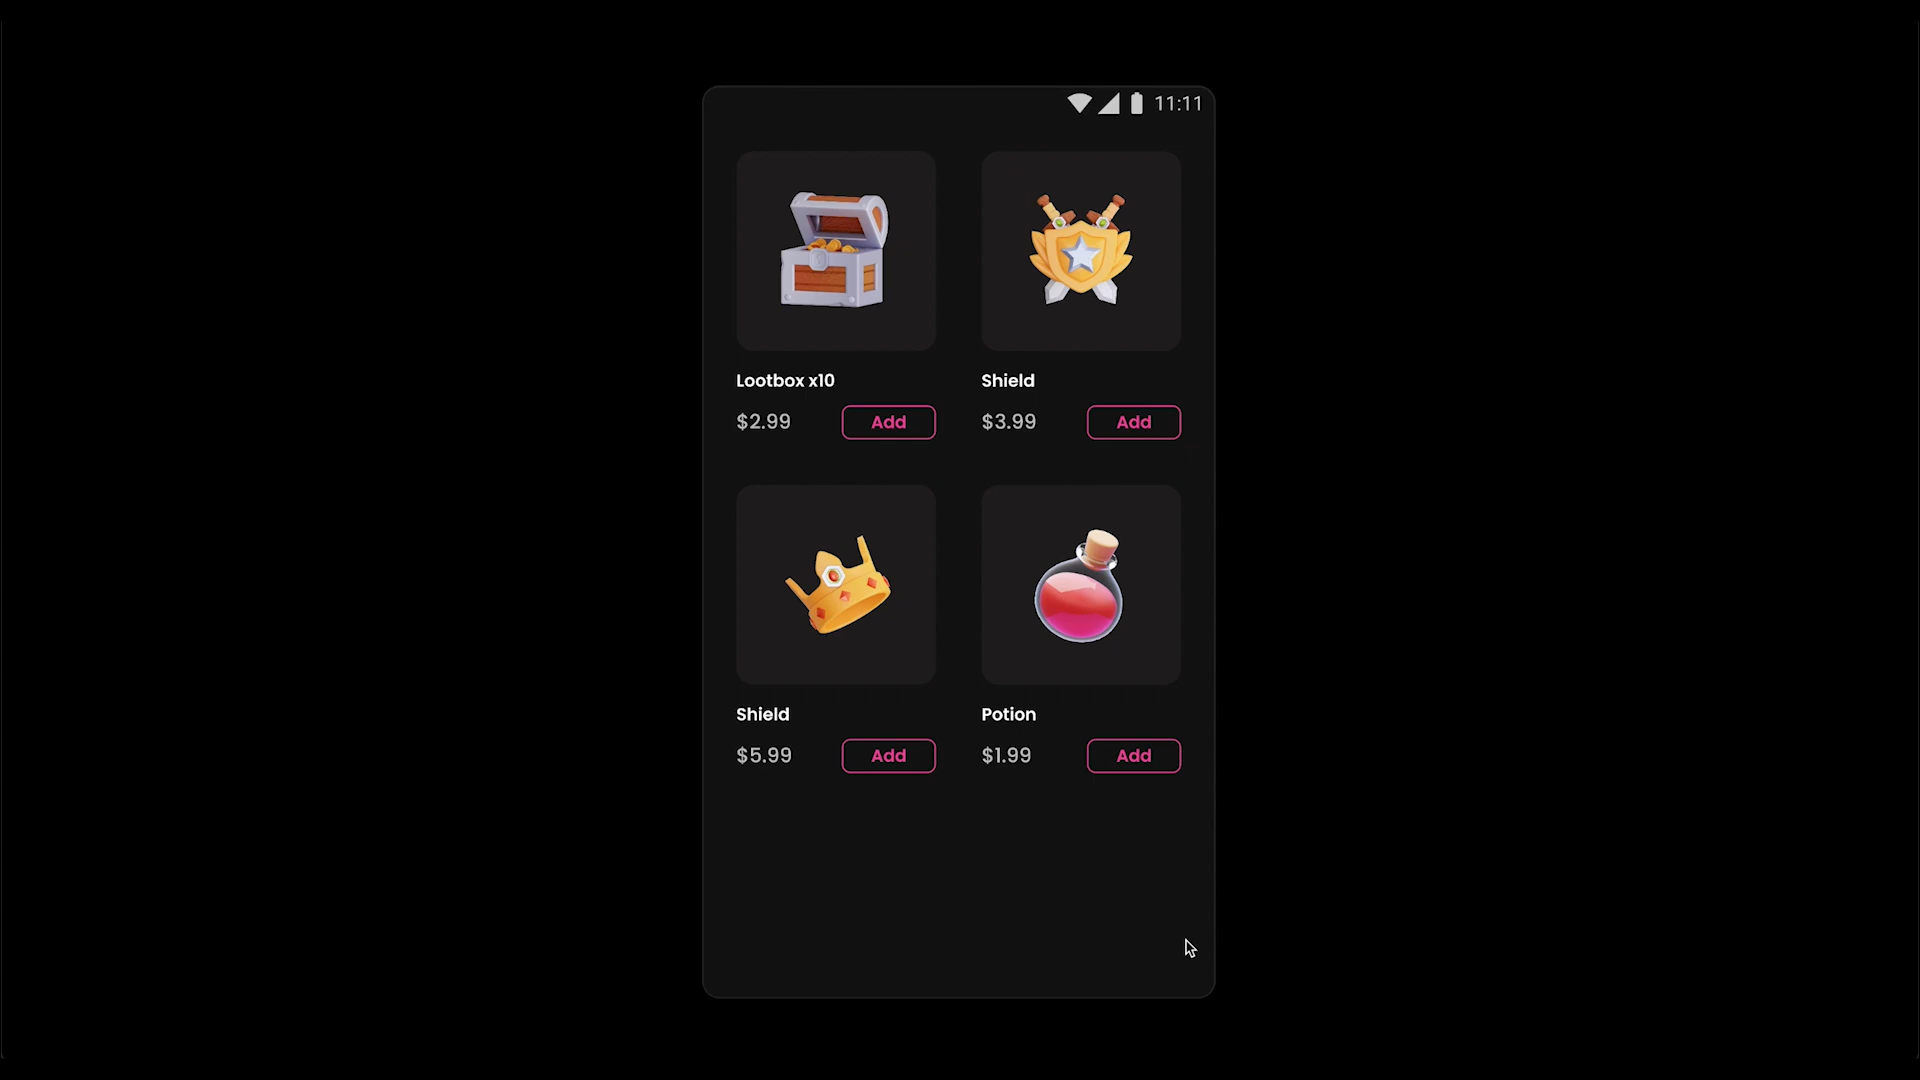 11:11
Lootbox x10
Shield
$2.99
Add
$3.99
Add
Shield
Potion
$5.99
Add
$1.99
Add